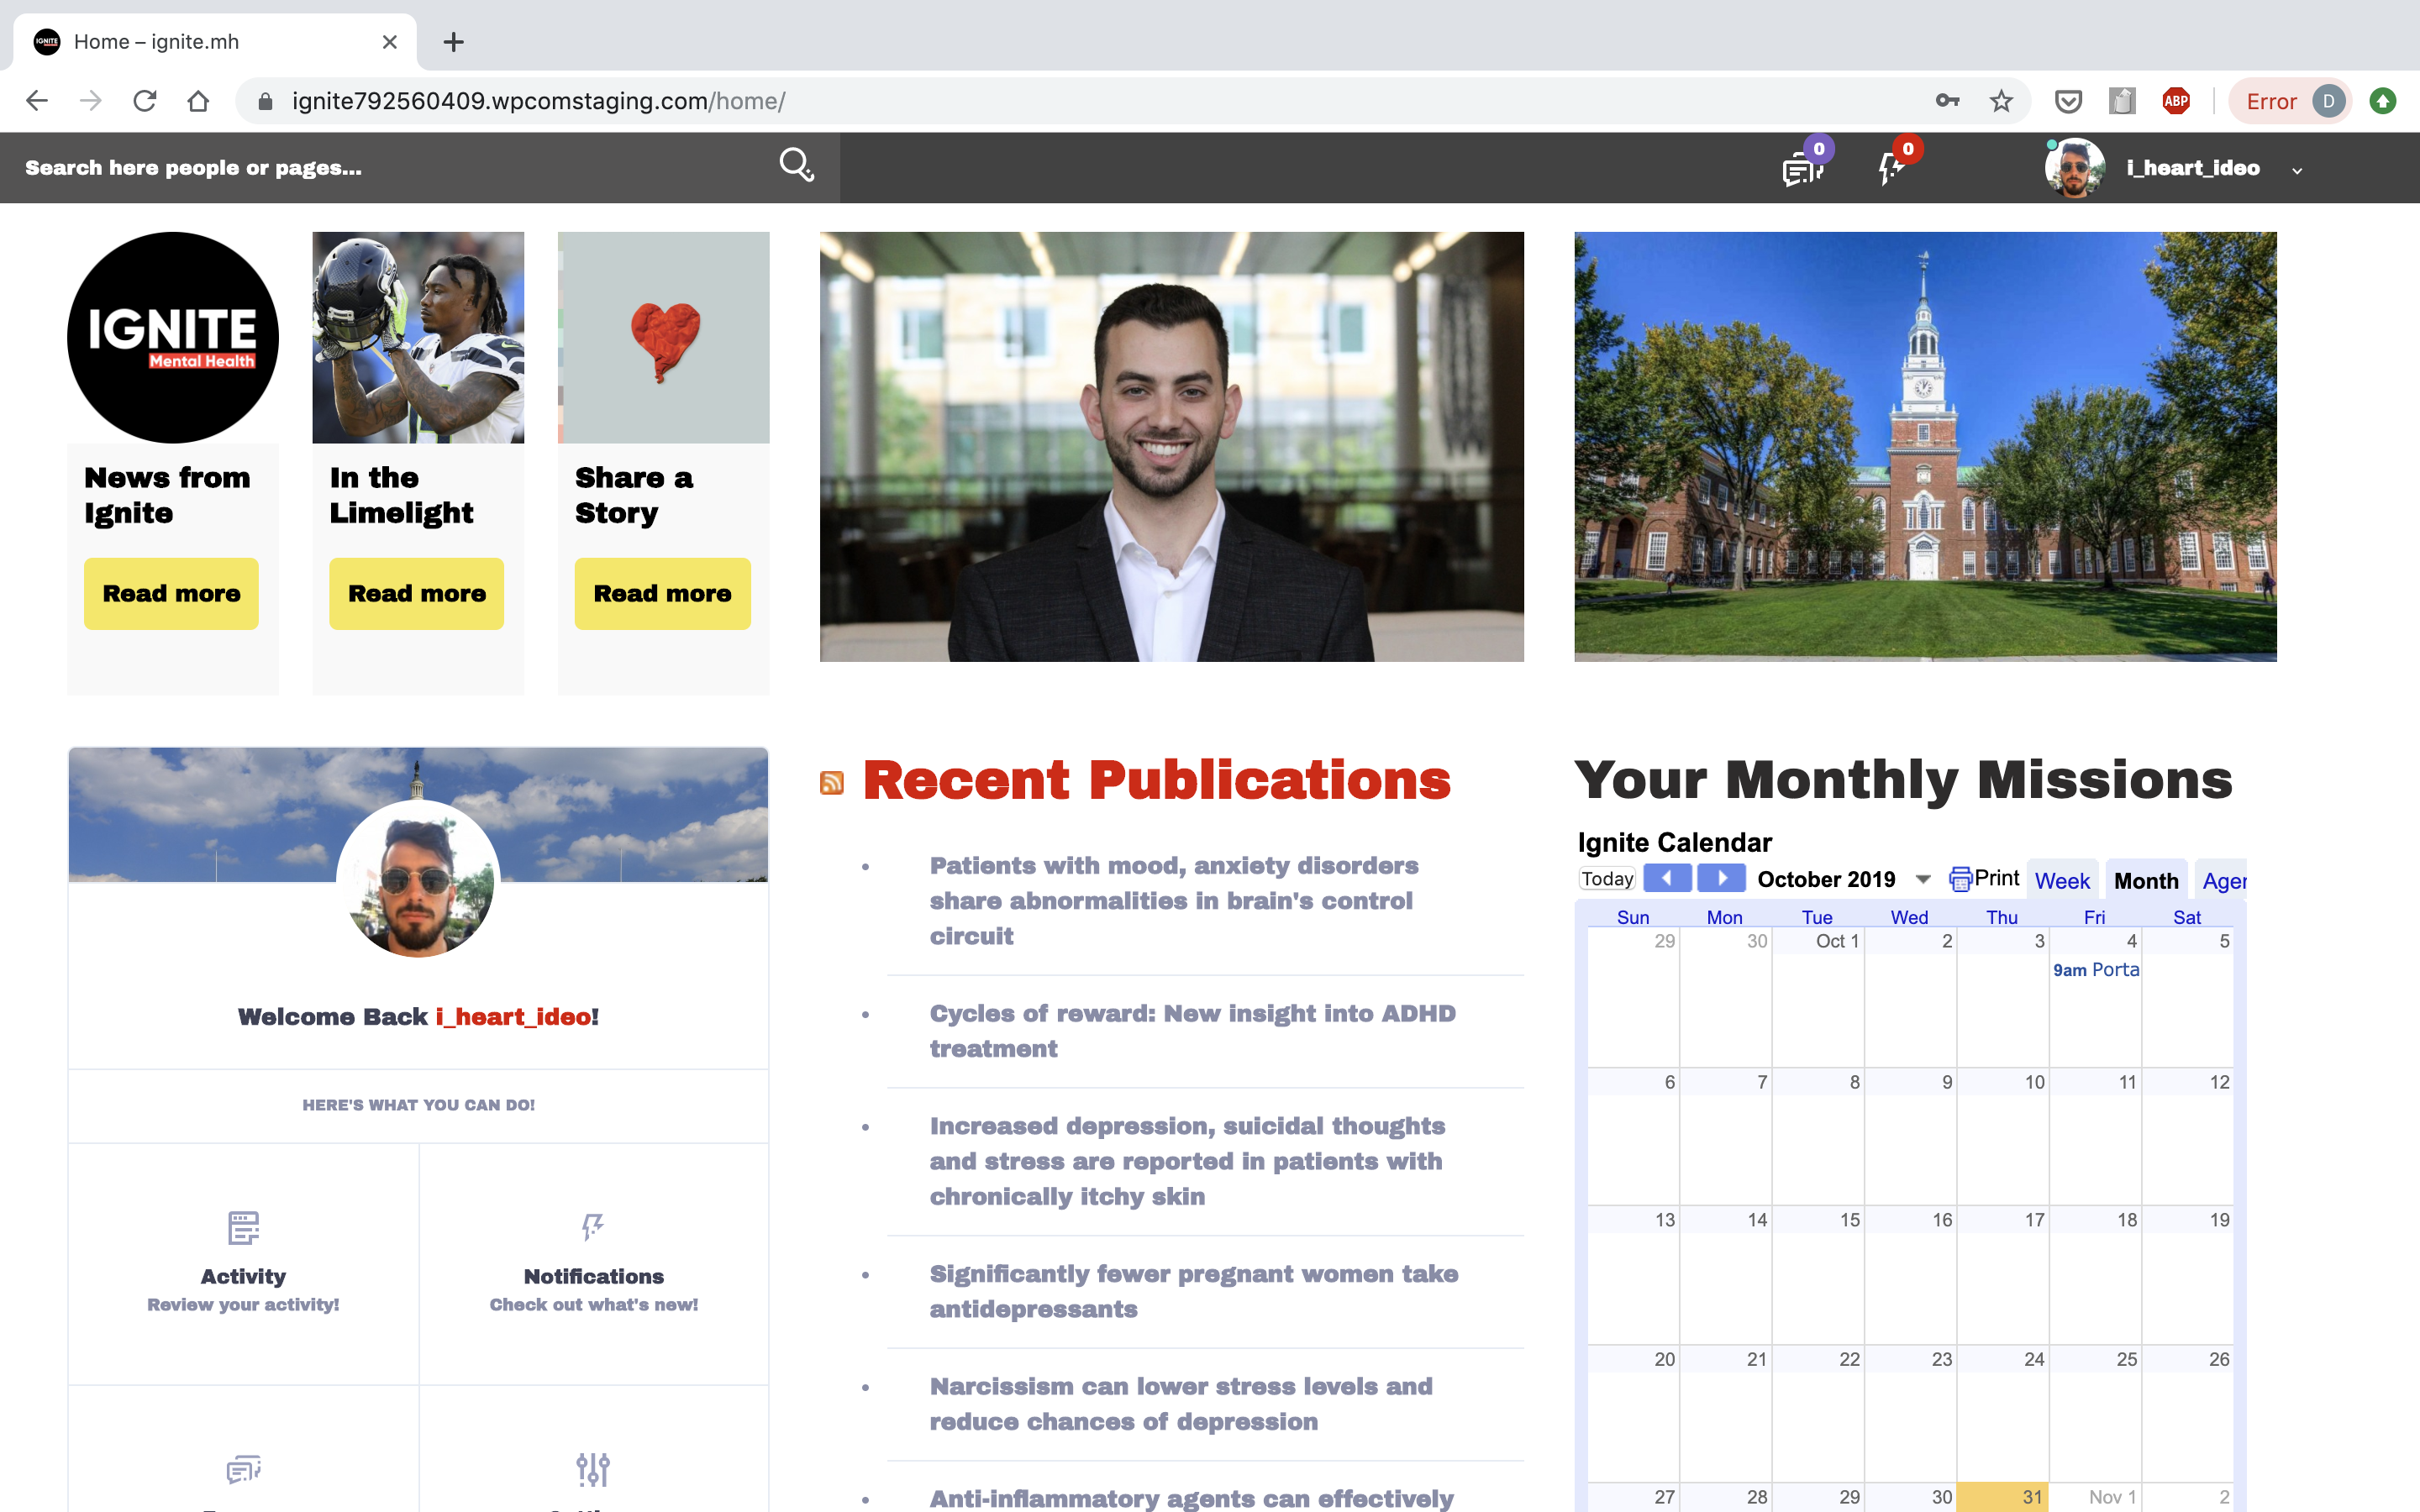 Home – ignite.mh
ignite792560409.wpcomstaging.com/home/
ABP
Error
D
Search here people or pages...
0
0
i_heart_ideo
IGNITE
Mental Health
News from
Ignite
Read more
In the
Limelight
Read more
Share a
Story
Read more
Welcome Back i_heart_ideo!
HERE'S WHAT YOU CAN DO!
Activity
Review your activity!
Notifications
Check out what's new!
Recent Publications
Patients with mood, anxiety disorders
share abnormalities in brain's control
circuit
Cycles of reward: New insight into ADHD
treatment
Increased depression, suicidal thoughts
and stress are reported in patients with
chronically itchy skin
Significantly fewer pregnant women take
antidepressants
Narcissism can lower stress levels and
reduce chances of depression
Anti-inflammatory agents can effectively
Your Monthly Missions
Ignite Calendar
Today October 2019 Print Week Month Ager
Sun Mon Tue Wed Thu Fri Sat
29 30 Oct 1 2 3 4 5
9am Porta
6 7 8 9 10 11 12
13 14 15 16 17 18 19
20 21 22 23 24 25 26
27 28 29 30 31 Nov 1 2